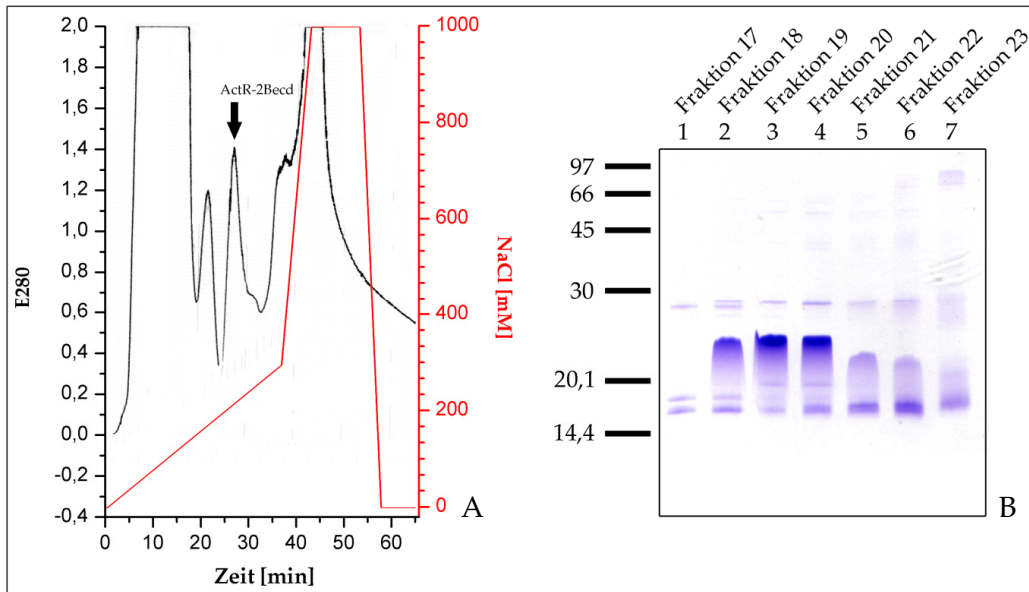 2,0
1,8
1,6
1,4
1,2
1,0
0,8
0,6
0,4
0,2
0,0
-0,2
-0,4
E280
0 10 20 30 40 50 60
Zeit [min]
ActR-2Becd
1000
800
600
400
200
0
NaCl [mM]
A
Fraktion 17
Fraktion 18
Fraktion 19
Fraktion 20
Fraktion 21
Fraktion 22
Fraktion 23
1 2 3 4 5 6 7
97
66
45
30
20,1
14,4
B